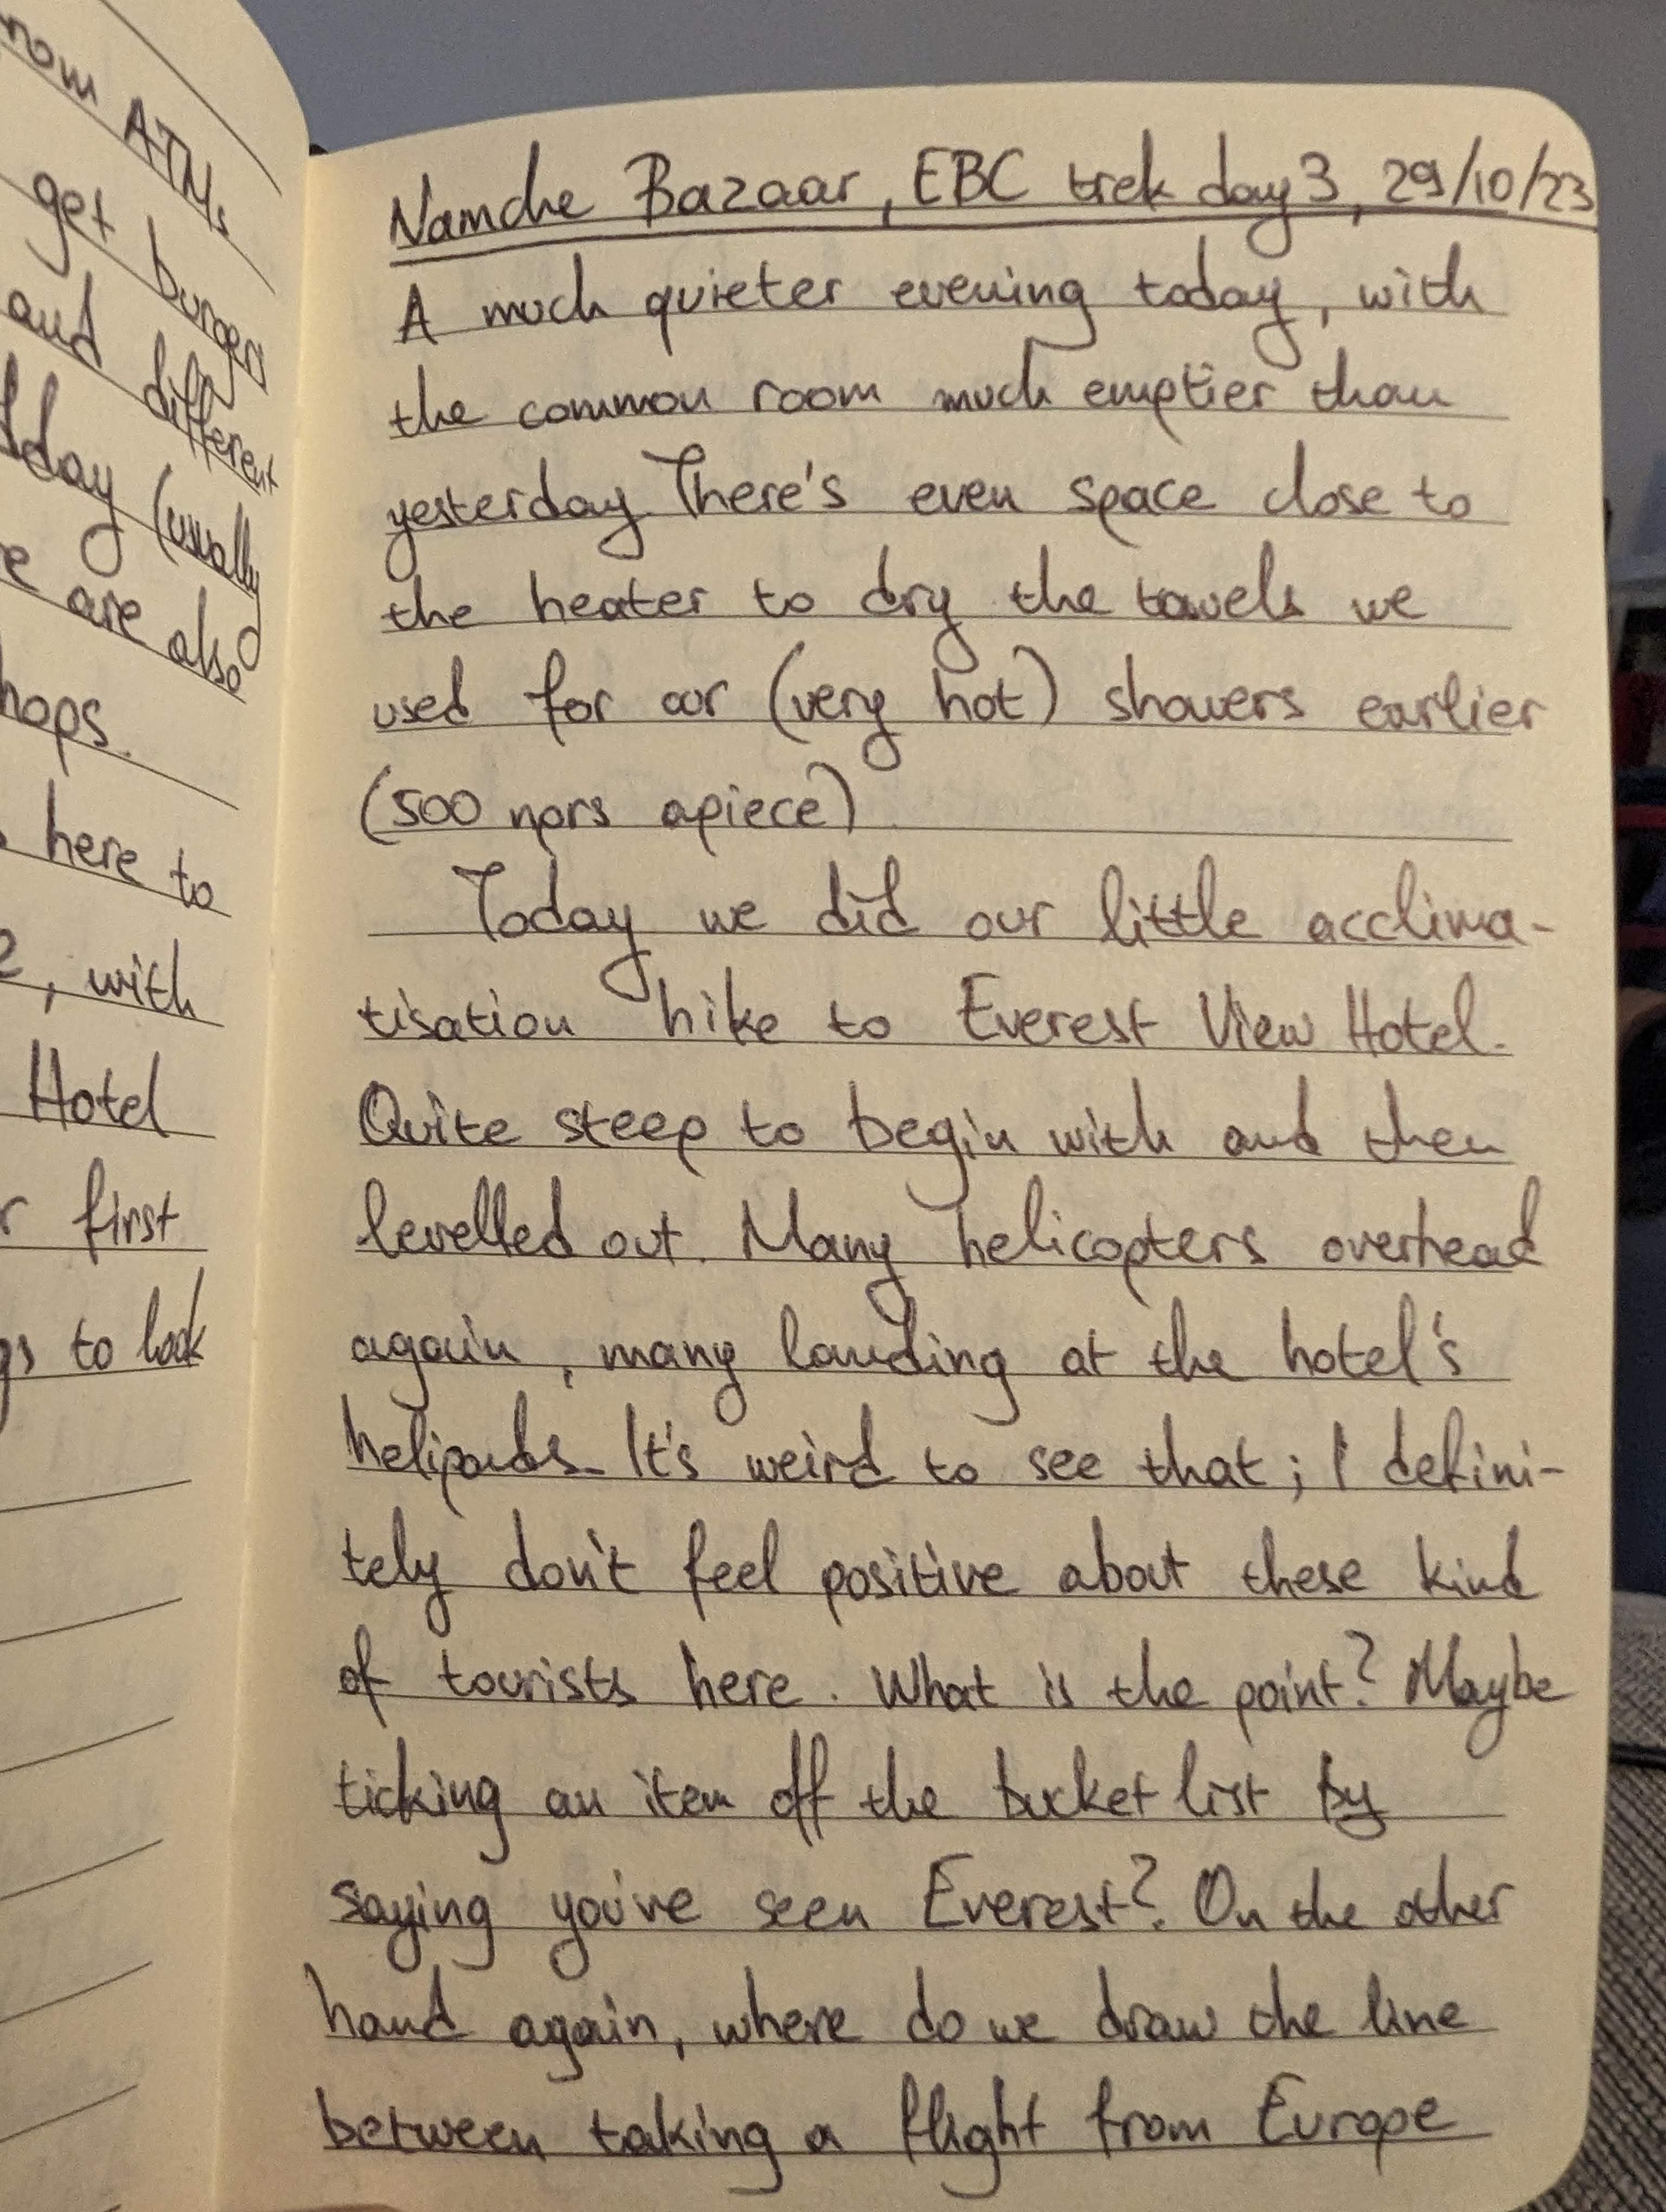 from ATMs
get burgers
and different
day (usually
are also
hops.
here to
, with
Hotel
first
to look
Namche Bazaar, EBC trek day 3, 29/10/23
A much quieter evening today, with
the common room much emptier than
yesterday. There's even space close to
the heater to dry the towels we
used for our (very hot) showers earlier
(500 nprs apiece).
Today we did our little acclima-
tisation hike to Everest View Hotel.
Quite steep to begin with and then
levelled out. Many helicopters overhead
again, many landing at the hotel's
helipads. It's weird to see that; I defini-
tely don't feel positive about these kind
of tourists here. What is the point? Maybe
ticking an item off the bucket list by
saying you've seen Everest? On the other
hand again, where do we draw the line
between taking a flight from Europe